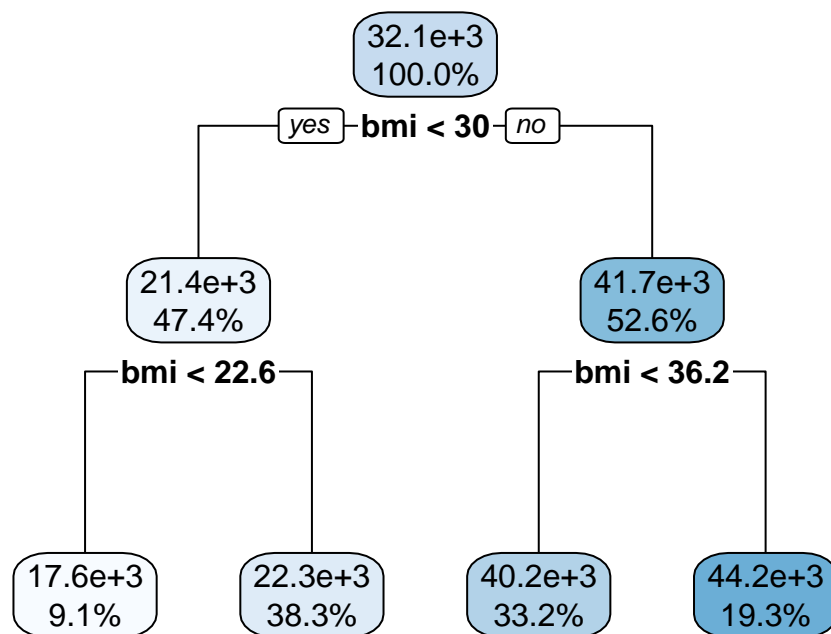 32.1e+3
100.0%
yes bmi < 30 no
21.4e+3
47.4%
41.7e+3
52.6%
bmi < 22.6
bmi < 36.2
17.6e+3
9.1%
22.3e+3
38.3%
40.2e+3
33.2%
44.2e+3
19.3%